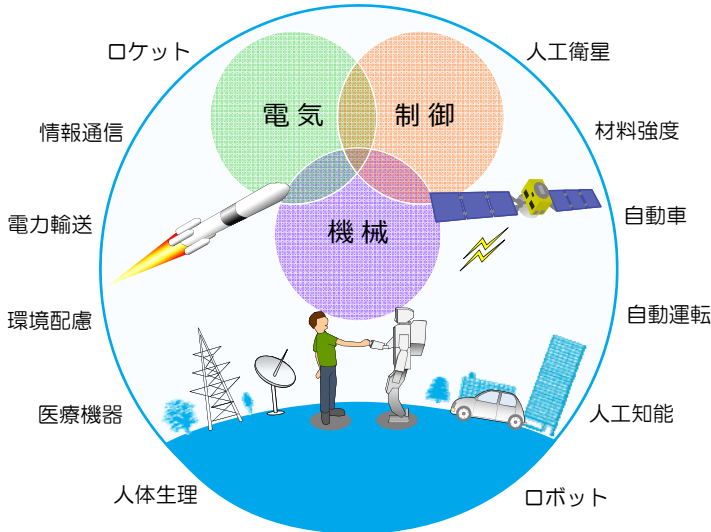 ロケット
人工衛星
電気
制御
情報通信
材料強度
電力輸送
自動車
機械
環境配慮
自動運転
医療機器
人工知能
人体生理
ロボット